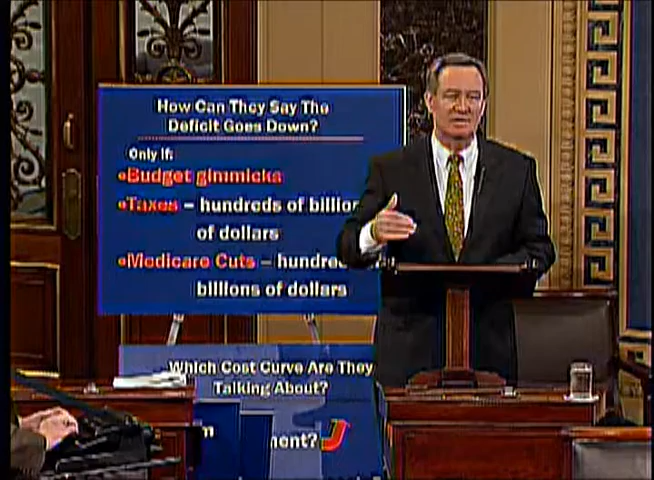 How Can They Say The
Deficit Goes Down?
Only if:
•Budget gimmicks
•Taxes – hundreds of billion
of dollars
•Medicare Cuts – hundre
billions of dollars
Which Cost Curve Are They
Talking About?
ment?